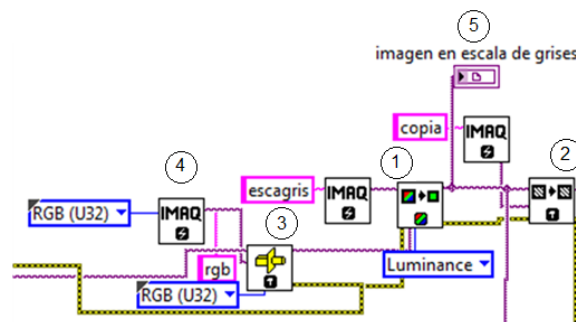 5
imagen en escala de grises
copia
IMAQ
2
1
4
escagris
IMAQ
RGB (U32)
IMAQ
3
rgb
Luminance
RGB (U32)